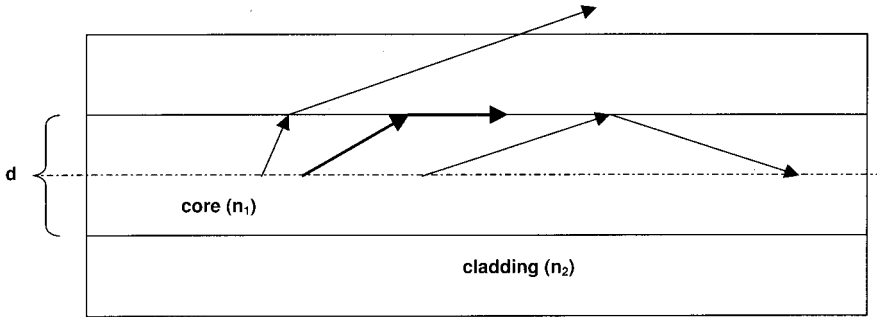 d
core (n₁)
cladding (n₂)